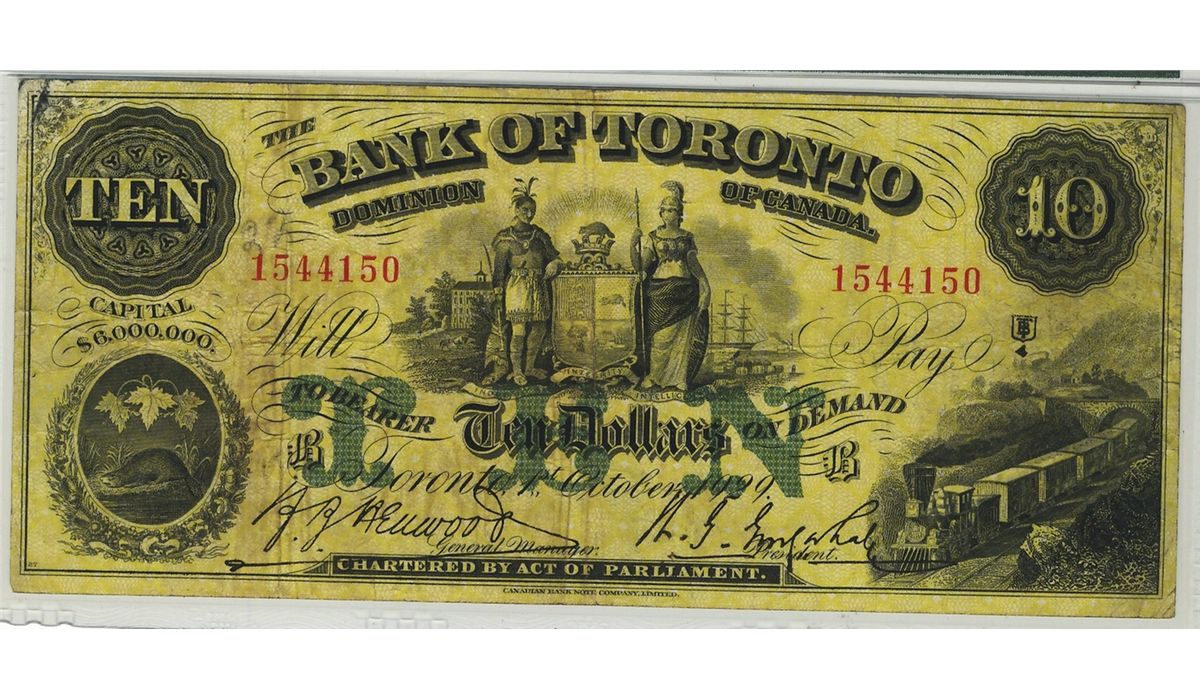 THE
BANK OF TORONTO
DOMINION OF CANADA.
TEN
10
1544150 1544150
CAPITAL
$6,000,000.
Will Pay
TEN
TO BEARER Ten Dollars ON DEMAND
B B
Toronto, 1st October, 1929.
General Manager. President.
CHARTERED BY ACT OF PARLIAMENT.
CANADIAN BANK NOTE COMPANY, LIMITED.
27